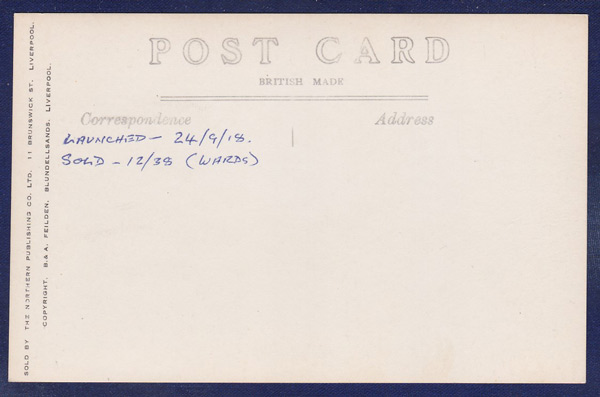 POST CARD
BRITISH MADE
Correspondence
Address
LAUNCHED - 24/9/18.
SOLD - 12/38 (WARDS)
SOLD BY THE NORTHERN PUBLISHING CO. LTD. 11 BRUNSWICK ST. LIVERPOOL.
COPYRIGHT. B.& A. FEILDEN. BLUNDELLSANDS. LIVERPOOL.